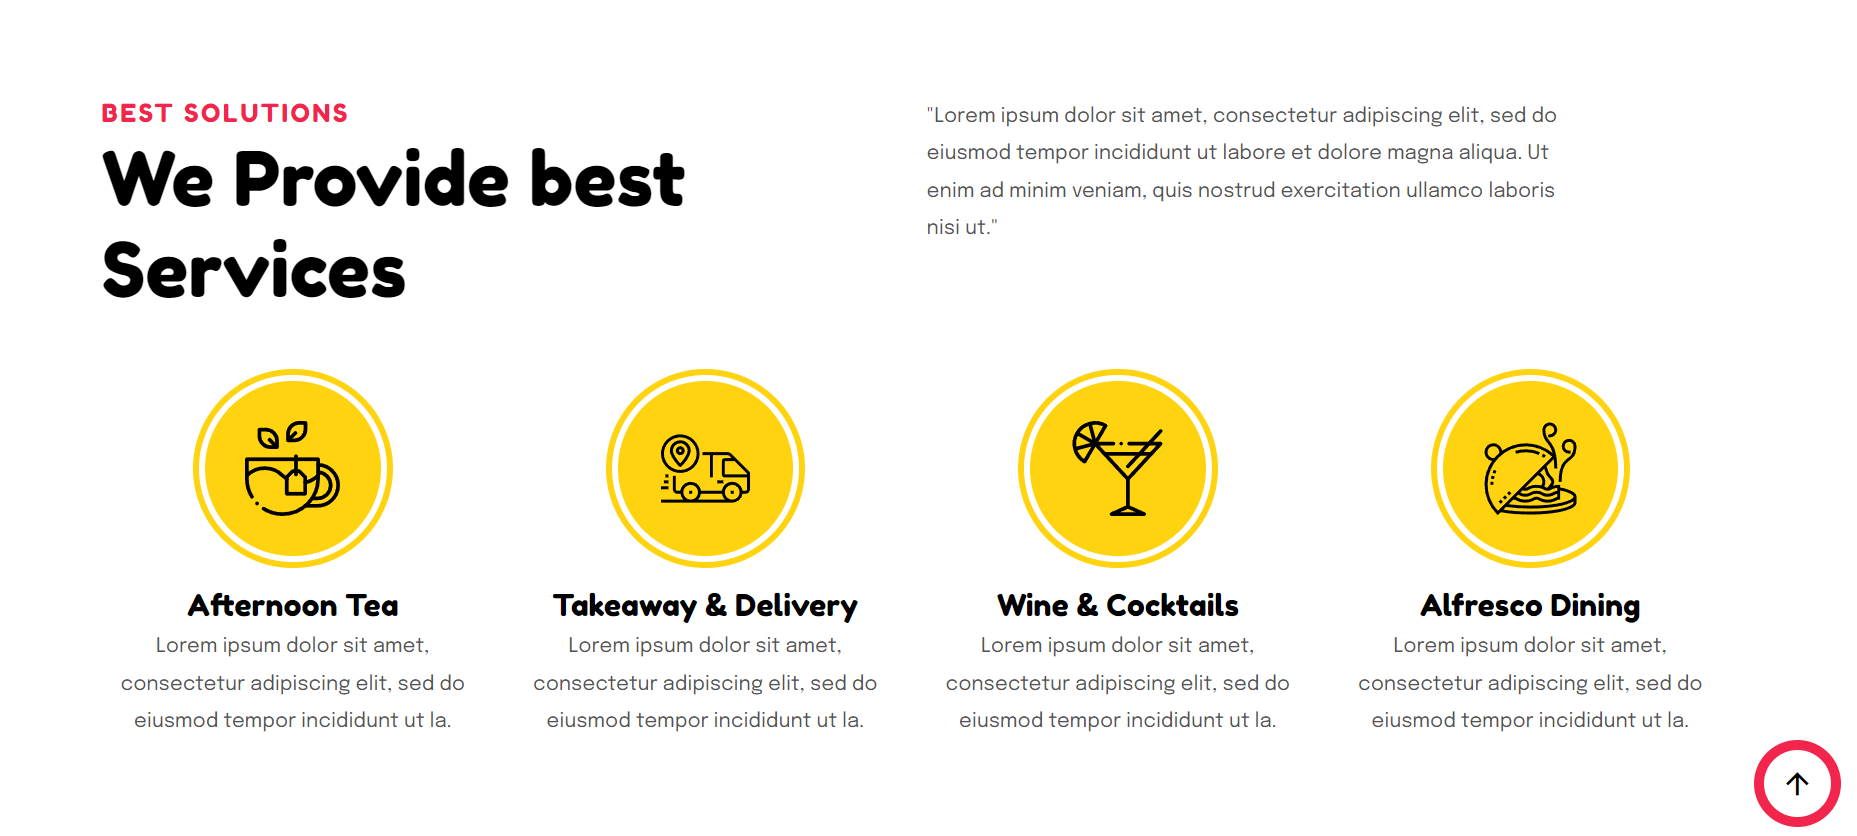 BEST SOLUTIONS
We Provide best
Services
"Lorem ipsum dolor sit amet, consectetur adipiscing elit, sed do
eiusmod tempor incididunt ut labore et dolore magna aliqua. Ut
enim ad minim veniam, quis nostrud exercitation ullamco laboris
nisi ut."
Afternoon Tea
Lorem ipsum dolor sit amet,
consectetur adipiscing elit, sed do
eiusmod tempor incididunt ut la.
Takeaway & Delivery
Lorem ipsum dolor sit amet,
consectetur adipiscing elit, sed do
eiusmod tempor incididunt ut la.
Wine & Cocktails
Lorem ipsum dolor sit amet,
consectetur adipiscing elit, sed do
eiusmod tempor incididunt ut la.
Alfresco Dining
Lorem ipsum dolor sit amet,
consectetur adipiscing elit, sed do
eiusmod tempor incididunt ut la.